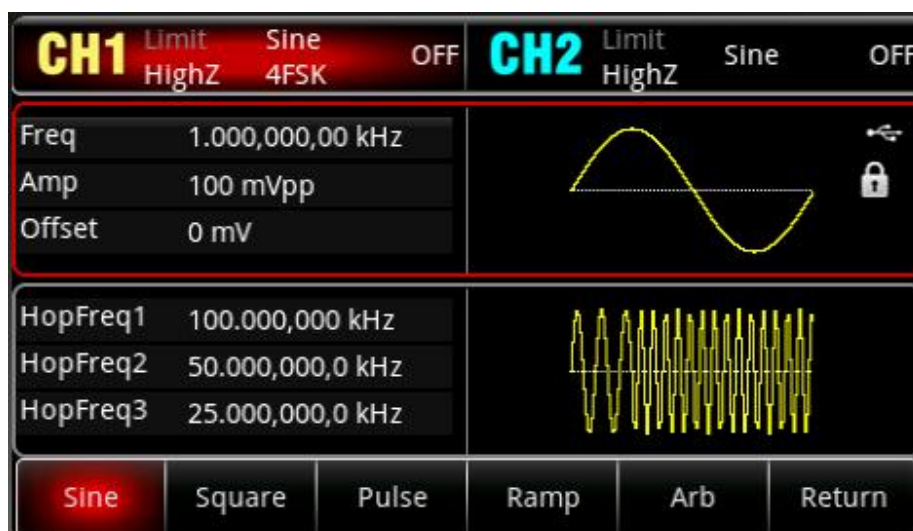 CH1 Limit Sine OFF CH2 Limit Sine OFF
HighZ 4FSK HighZ
Freq 1.000,000,00 kHz
Amp 100 mVpp
Offset 0 mV
HopFreq1 100.000,000 kHz
HopFreq2 50.000,000,0 kHz
HopFreq3 25.000,000,0 kHz
Sine Square Pulse Ramp Arb Return